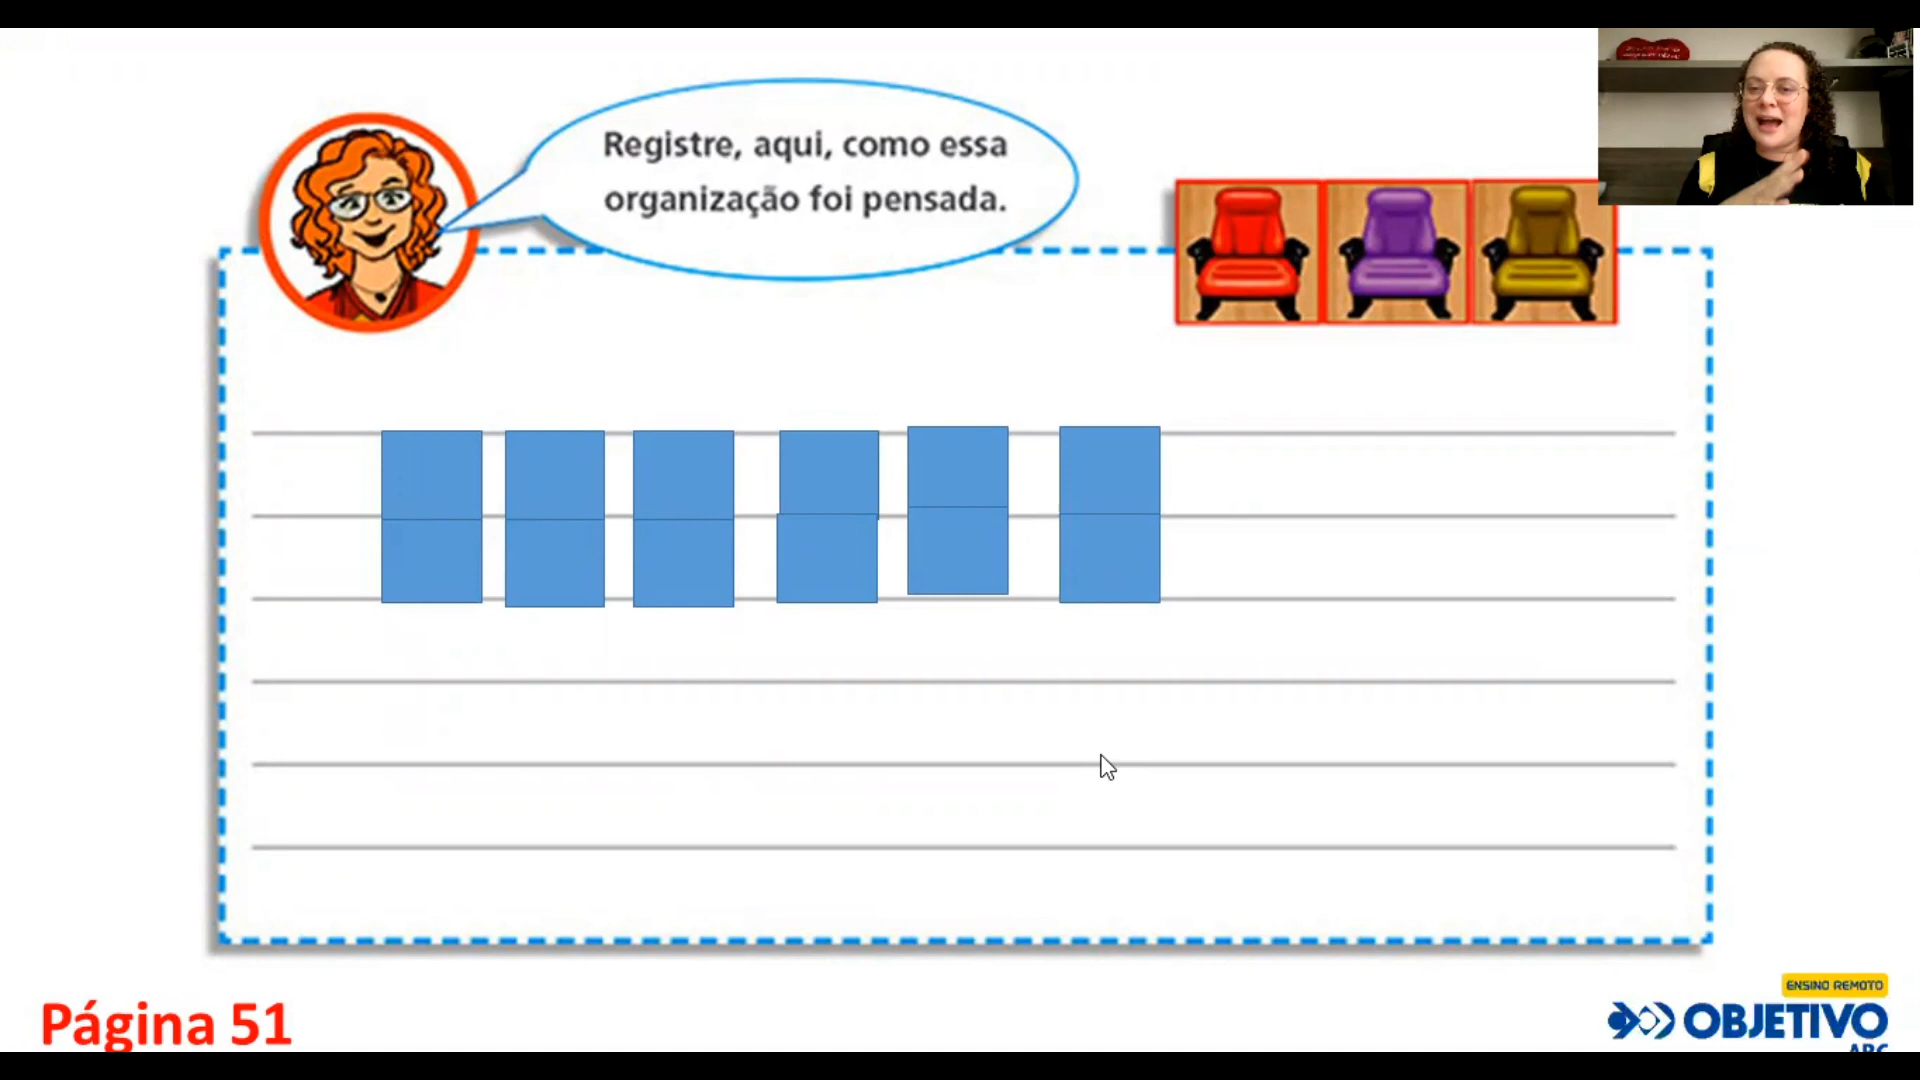 Registre, aqui, como essa
organização foi pensada.
Página 51
ENSINO REMOTO
OBJETIVO